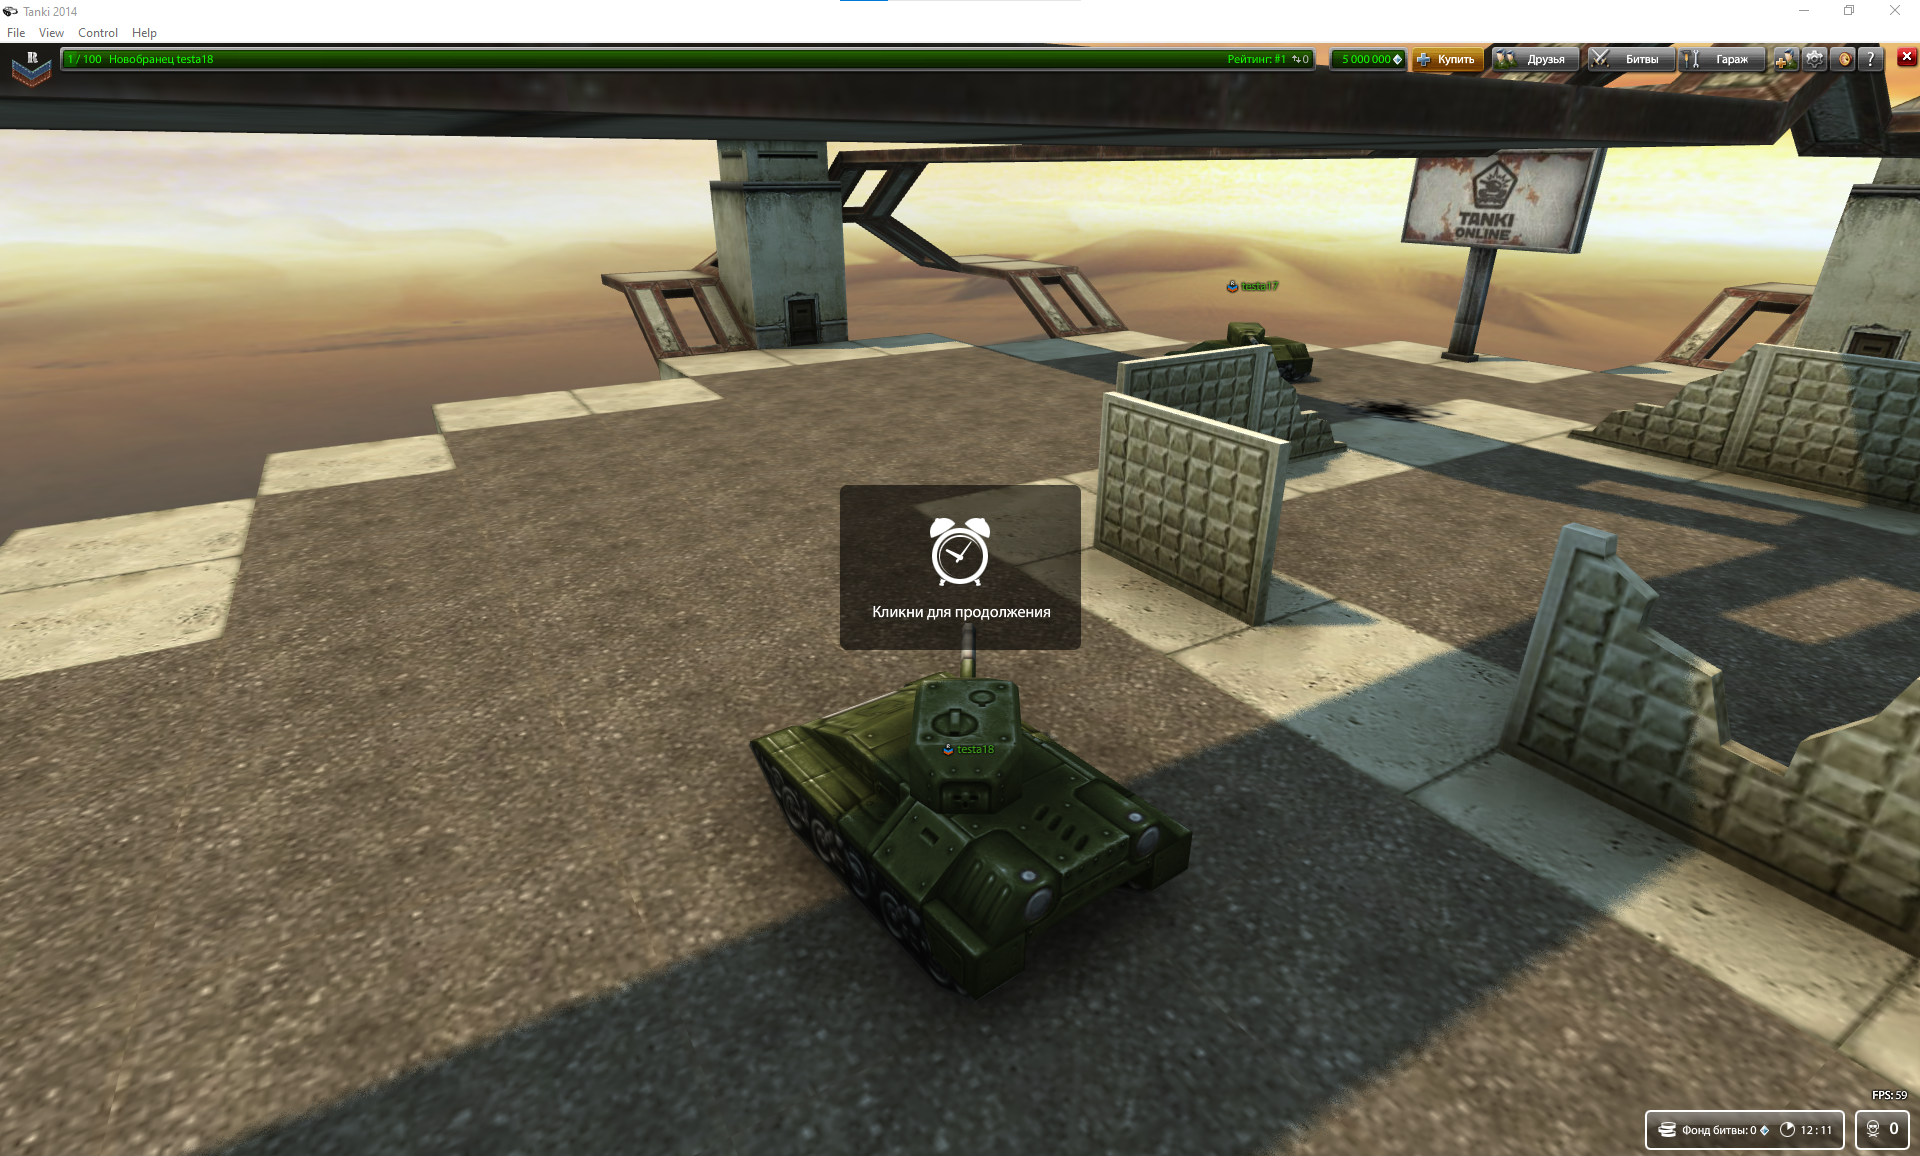 Tanki 2014
File View Control Help
R
1 / 100 Новобранец testa18
Рейтинг: #1 0
5 000 000
Купить
Друзья
Битвы
Гараж
?
TANKI
ONLINE
testa17
Кликни для продолжения
testa18
FPS: 59
Фонд битвы: 0 12 : 11
0